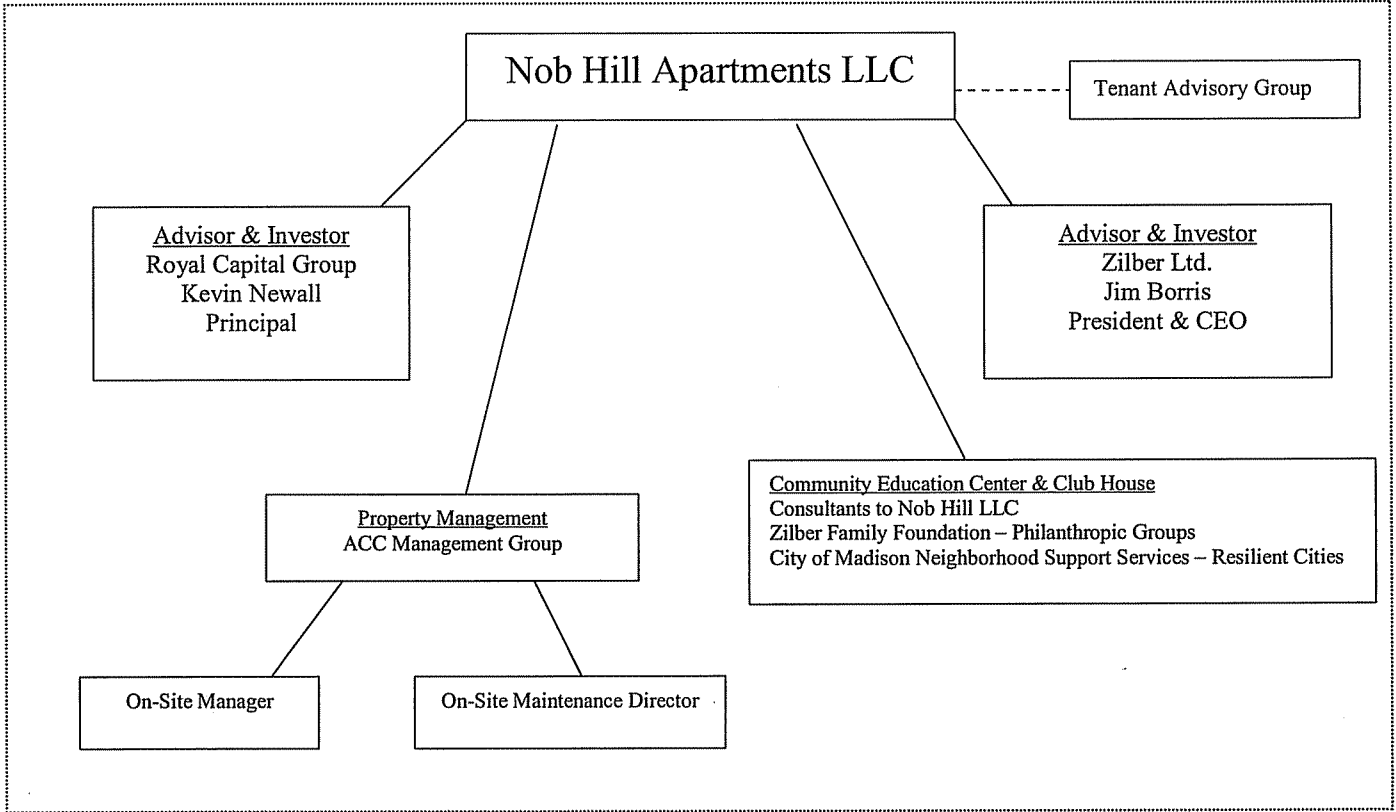 Nob Hill Apartments LLC
Tenant Advisory Group
Advisor & Investor
Royal Capital Group
Kevin Newall
Principal
Advisor & Investor
Zilber Ltd.
Jim Borris
President & CEO
Property Management
ACC Management Group
Community Education Center & Club House
Consultants to Nob Hill LLC
Zilber Family Foundation – Philanthropic Groups
City of Madison Neighborhood Support Services – Resilient Cities
On-Site Manager
On-Site Maintenance Director